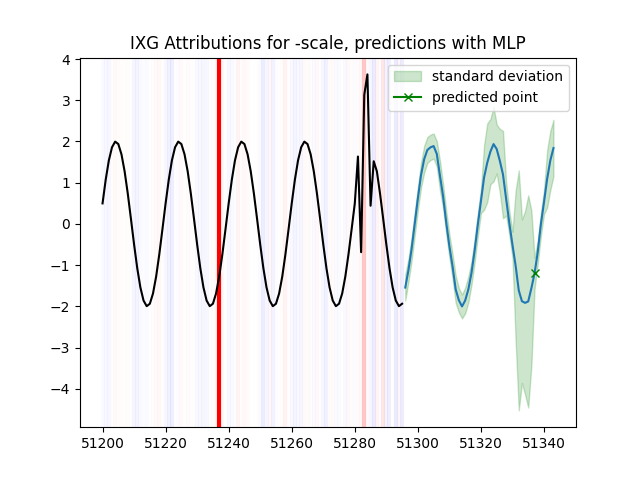 IXG Attributions for -scale, predictions with MLP
standard deviation
predicted point
4
3
2
1
0
−1
−2
−3
−4
51200 51220 51240 51260 51280 51300 51320 51340